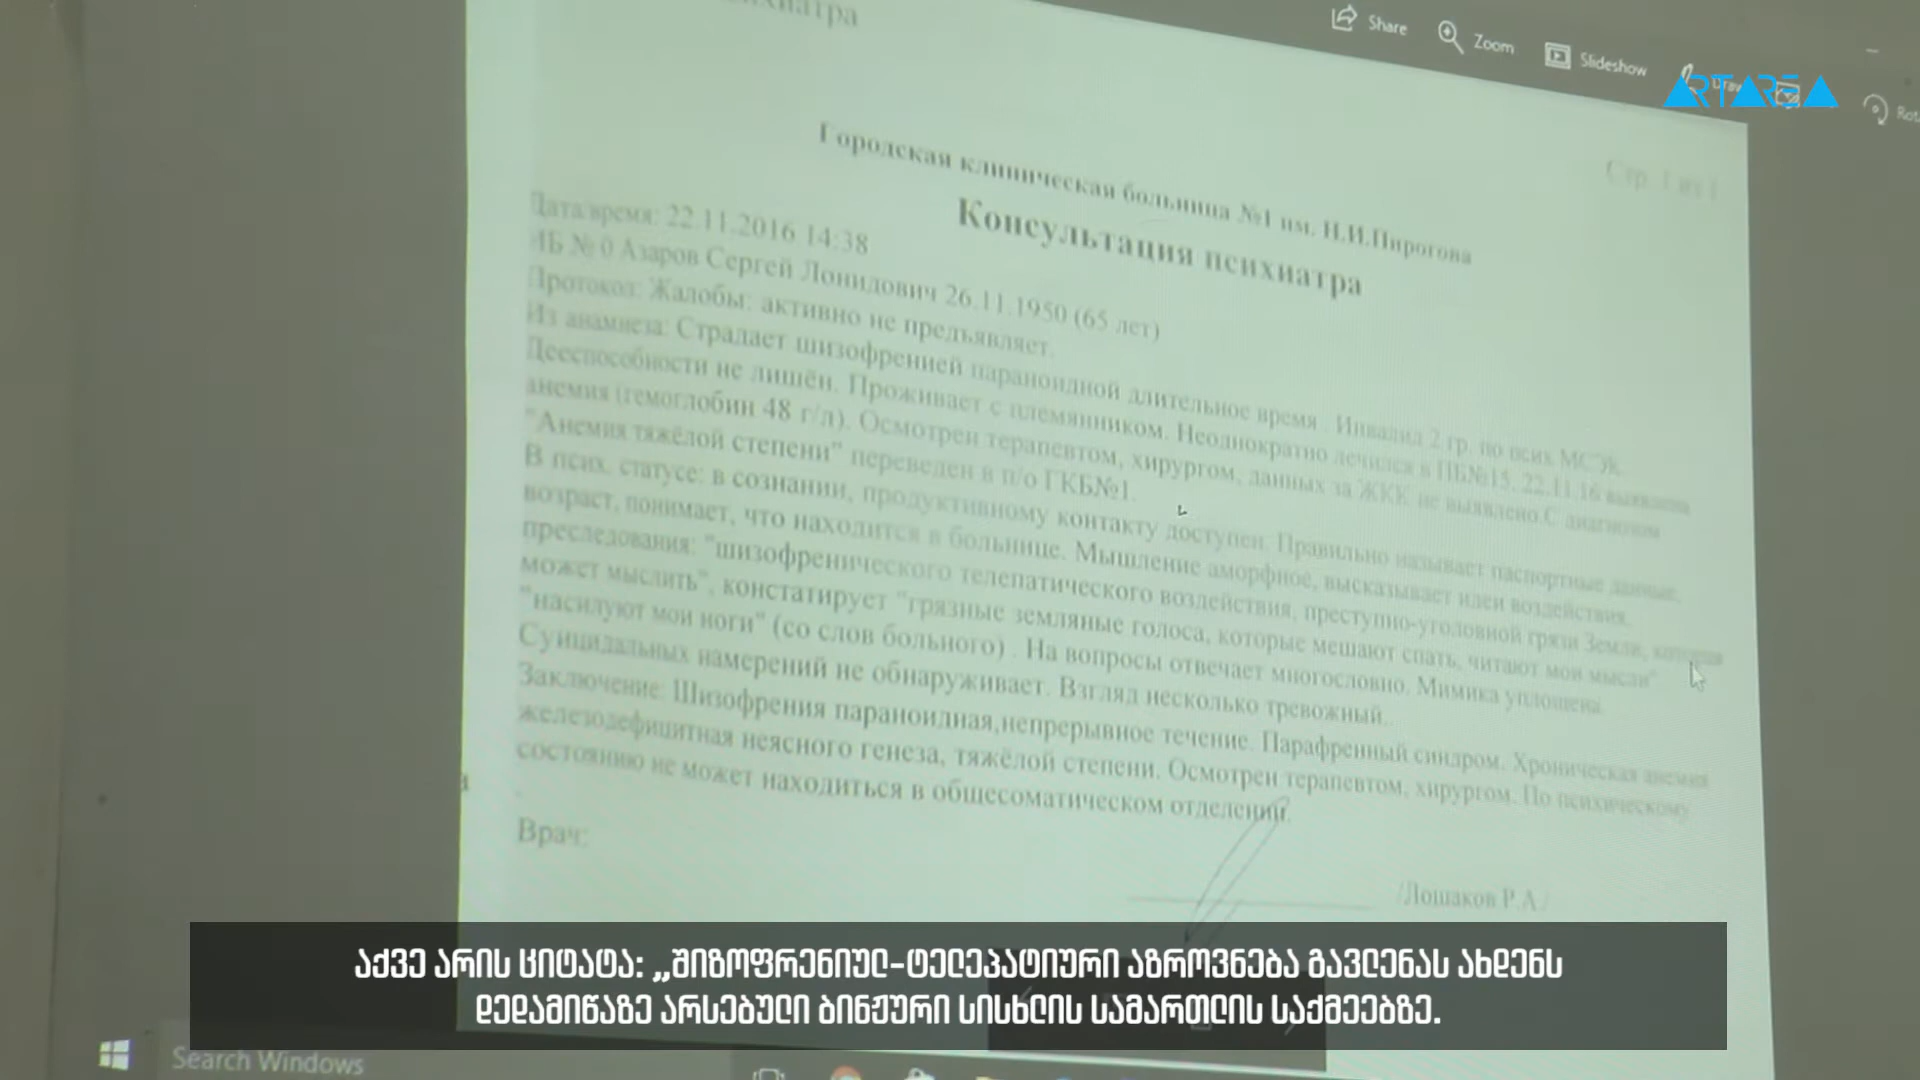 психиатра
Share
Zoom
Slideshow
Draw
ARTAREA
Rot
Стр. 1 из 1
Городская клиническая больница №1 им. Н.И.Пирогова
Консультация психиатра
Дата/время: 22.11.2016 14:38
ИБ № 0 Азаров Сергей Лонидович 26.11.1950 (65 лет)
Протокол: Жалобы: активно не предъявляет.
Из анамнеза: Страдает шизофренией параноидной длительное время . Инвалид 2 гр. по псих МСЭК.
Дееспособности не лишён. Проживает с племянником. Неоднократно лечился в ПБ№15. 22.11.16 выявлена
анемия (гемоглобин 48 г/л). Осмотрен терапевтом, хирургом, данных за ЖКК не выявлено.С диагнозом
"Анемия тяжёлой степени" переведен в п/о ГКБ№1.
В псих. статусе: в сознании, продуктивному контакту доступен. Правильно называет паспортные данные,
возраст, понимает, что находится в больнице. Мышление аморфное, высказывает идеи воздействия,
преследования: "шизофренического телепатического воздействия, преступно-уголовной грязи Земли, которая
может мыслить", констатирует "грязные земляные голоса, которые мешают спать, читают мои мысли"
"насилуют мои ноги" (со слов больного) . На вопросы отвечает многословно. Мимика уплощена.
Суицидальных намерений не обнаруживает. Взгляд несколько тревожный..
Заключение: Шизофрения параноидная,непрерывное течение. Парафренный синдром. Хроническая анемия
железодефицитная неясного генеза, тяжёлой степени. Осмотрен терапевтом, хирургом. По психическому
состоянию не может находиться в общесоматическом отделении.
Врач:
/Лошаков Р.А./
აქვე არის ციტატა: „შიზოფრენიულ-ტელეპატიური აზროვნება გავლენას ახდენს
დედამიწაზე არსებული ბინძური სისხლის სამართლის საქმეებზე.
Search Windows